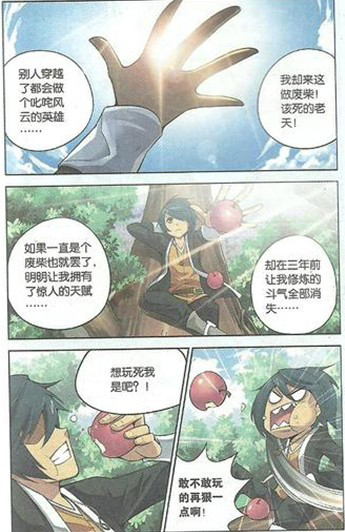 别人穿越
了都会做
个叱咤风
云的英雄
……
我却来这
做废柴！
该死的老
天！
如果一直是个
废柴也就罢了，
明明让我拥有
了惊人的天赋
……
却在三年前
让我修炼的
斗气全部消
失……
想玩死我
是吧？！
敢不敢玩
的再狠一
点啊！